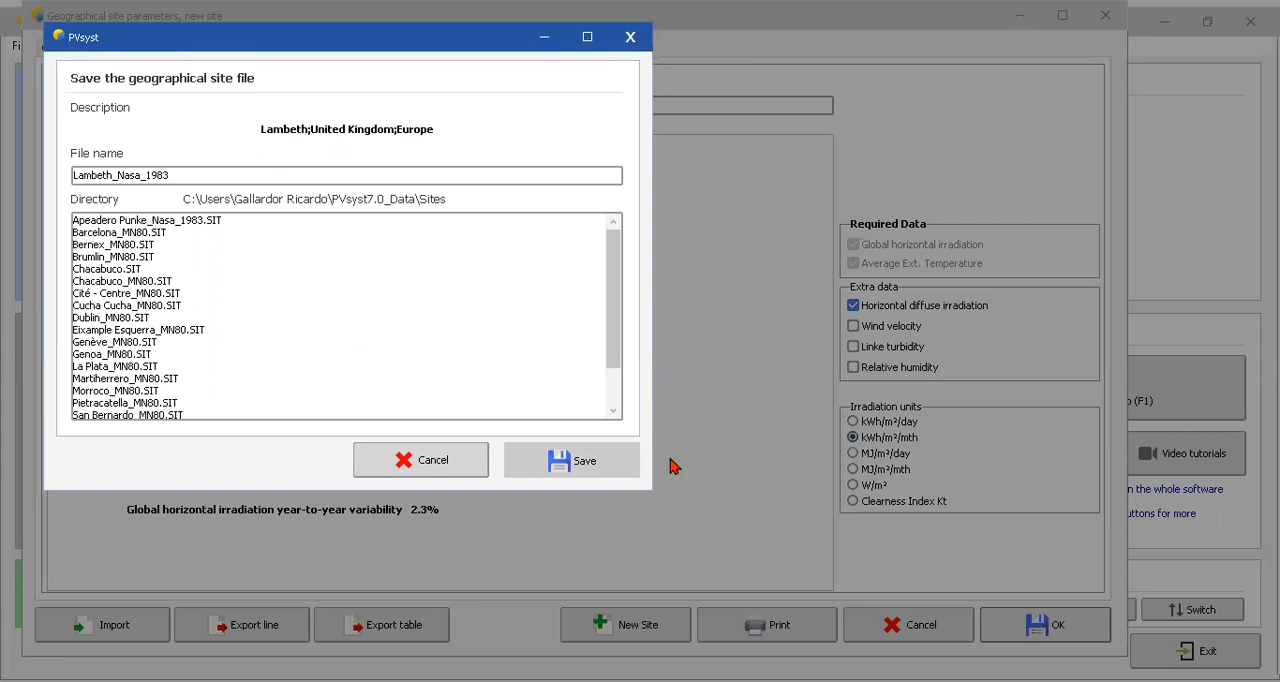 Geographical site parameters, new site
Fi
PVsyst
X
Save the geographical site file
Description
Lambeth;United Kingdom;Europe
File name
Lambeth_Nasa_1983
Directory C:\Users\Gallardor Ricardo\PVsyst7.0_Data\Sites
Apeadero Punke_Nasa_1983.SIT
Barcelona_MN80.SIT
Bernex_MN80.SIT
Brumlin_MN80.SIT
Chacabuco.SIT
Chacabuco_MN80.SIT
Cité - Centre_MN80.SIT
Cucha Cucha_MN80.SIT
Dublin_MN80.SIT
Eixample Esquerra_MN80.SIT
Genève_MN80.SIT
Genoa_MN80.SIT
La Plata_MN80.SIT
Martiherrero_MN80.SIT
Morroco_MN80.SIT
Pietracatella_MN80.SIT
San Bernardo_MN80.SIT
Cancel
Save
Required Data
Global horizontal irradiation
Average Ext. Temperature
Extra data
Horizontal diffuse irradiation
Wind velocity
Linke turbidity
Relative humidity
Irradiation units
kWh/m²/day
kWh/m²/mth
MJ/m²/day
MJ/m²/mth
W/m²
Clearness Index Kt
Global horizontal irradiation year-to-year variability 2.3%
Import
Export line
Export table
New Site
Print
Cancel
OK
p (F1)
Video tutorials
n the whole software
uttons for more
Switch
Exit